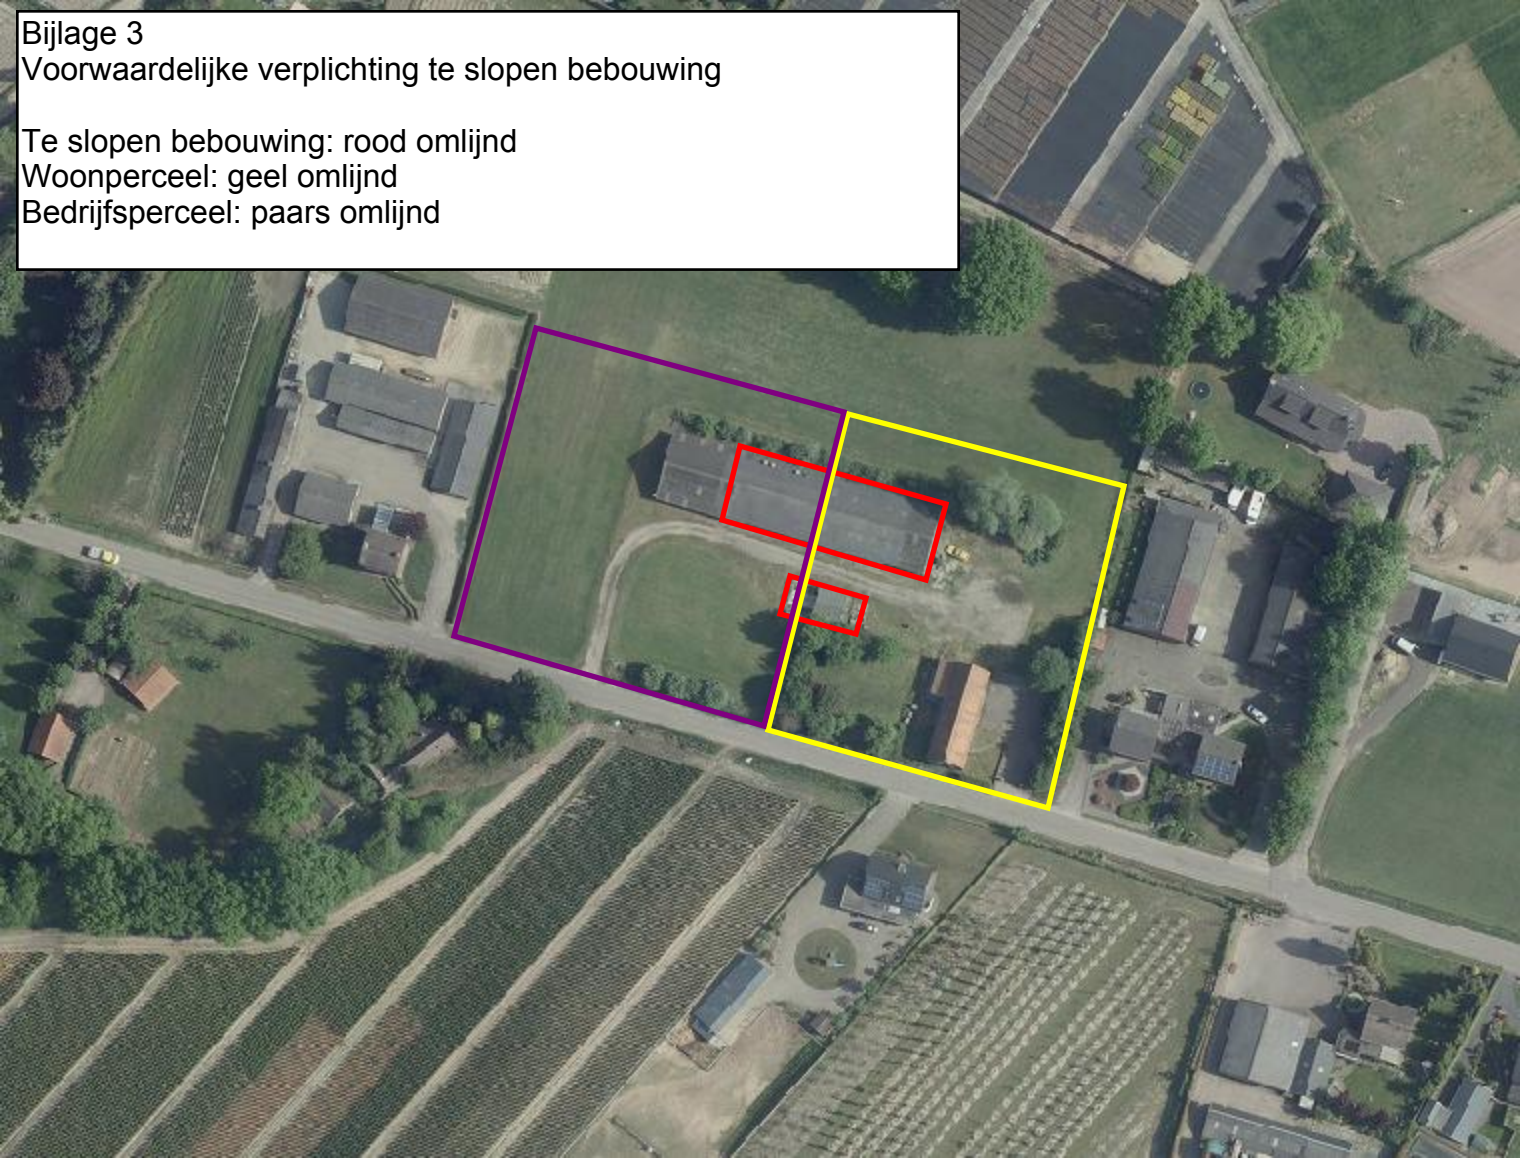 Bijlage 3
Voorwaardelijke verplichting te slopen bebouwing
Te slopen bebouwing: rood omlijnd
Woonperceel: geel omlijnd
Bedrijfsperceel: paars omlijnd